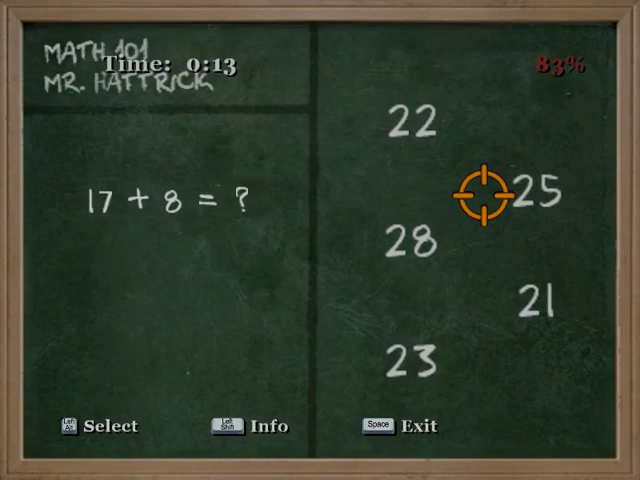 MATH 101
Time: 0:13
83%
MR. HATTRICK
22
17 + 8 = ?
25
28
21
23
Left Alt Select
Left Shift Info
Space Exit